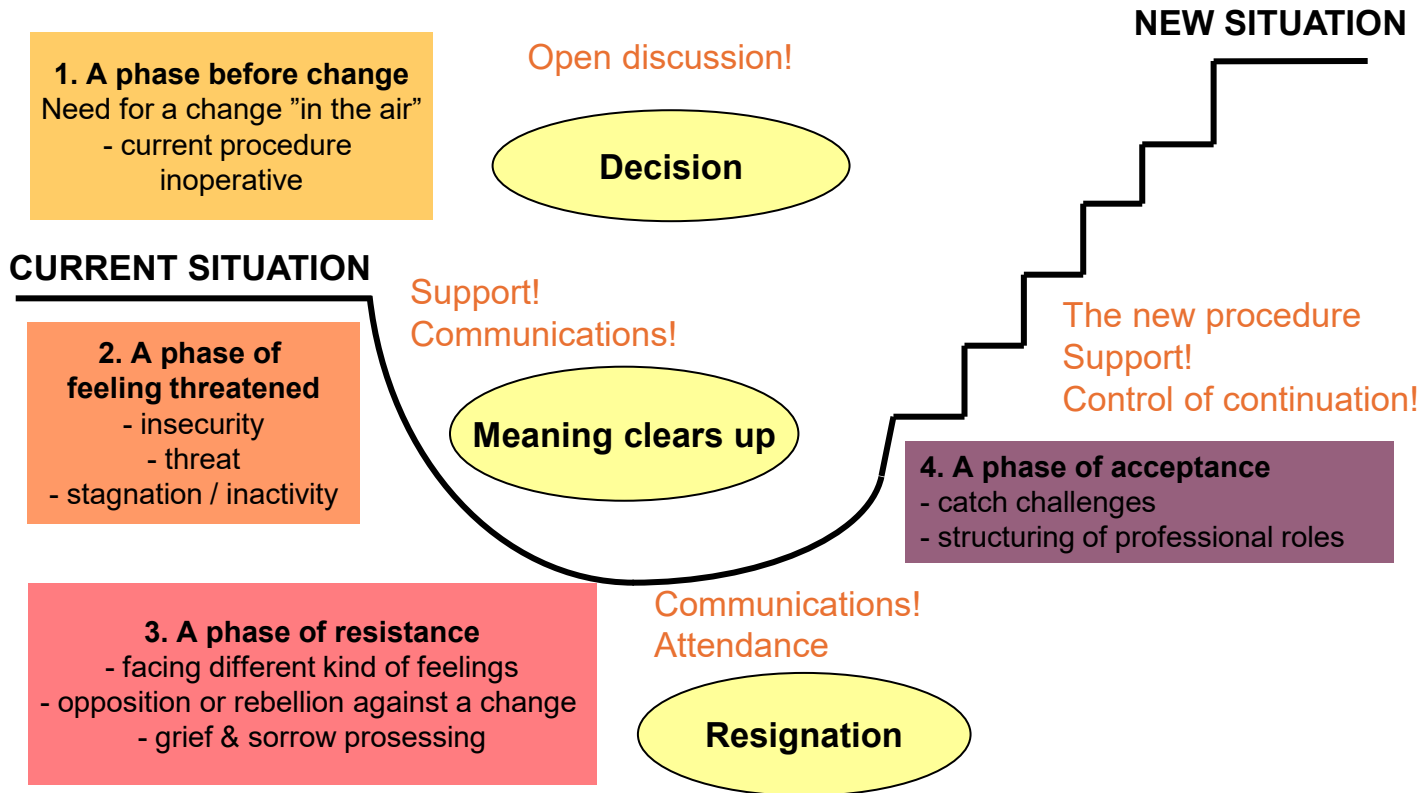 NEW SITUATION
1. A phase before change
Need for a change ”in the air”
- current procedure
inoperative
Open discussion!
Decision
CURRENT SITUATION
Support!
Communications!
2. A phase of
feeling threatened
- insecurity
- threat
- stagnation / inactivity
Meaning clears up
The new procedure
Support!
Control of continuation!
4. A phase of acceptance
- catch challenges
- structuring of professional roles
3. A phase of resistance
- facing different kind of feelings
- opposition or rebellion against a change
- grief & sorrow prosessing
Communications!
Attendance
Resignation